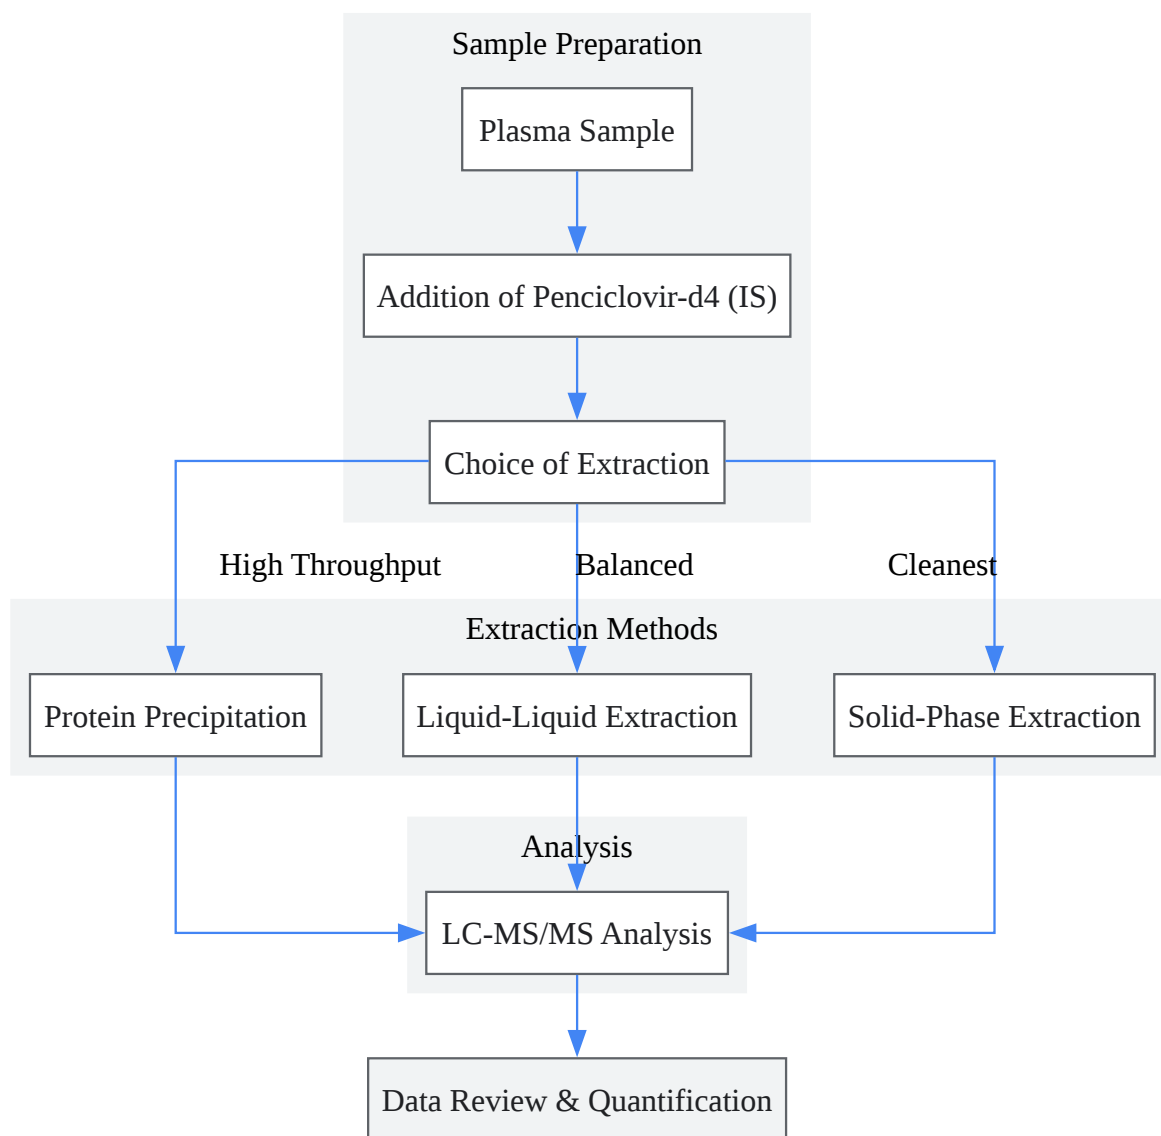 Sample Preparation
Plasma Sample
Addition of Penciclovir-d4 (IS)
Choice of Extraction
High Throughput
Balanced
Cleanest
Extraction Methods
Protein Precipitation
Liquid-Liquid Extraction
Solid-Phase Extraction
Analysis
LC-MS/MS Analysis
Data Review & Quantification